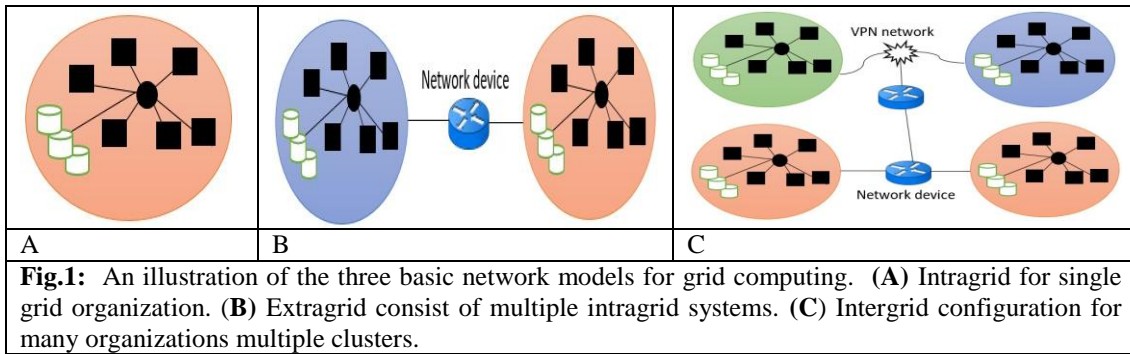 Network device
VPN network
Network device
A
B
C
Fig.1: An illustration of the three basic network models for grid computing. (A) Intragrid for single
grid organization. (B) Extragrid consist of multiple intragrid systems. (C) Intergrid configuration for
many organizations multiple clusters.